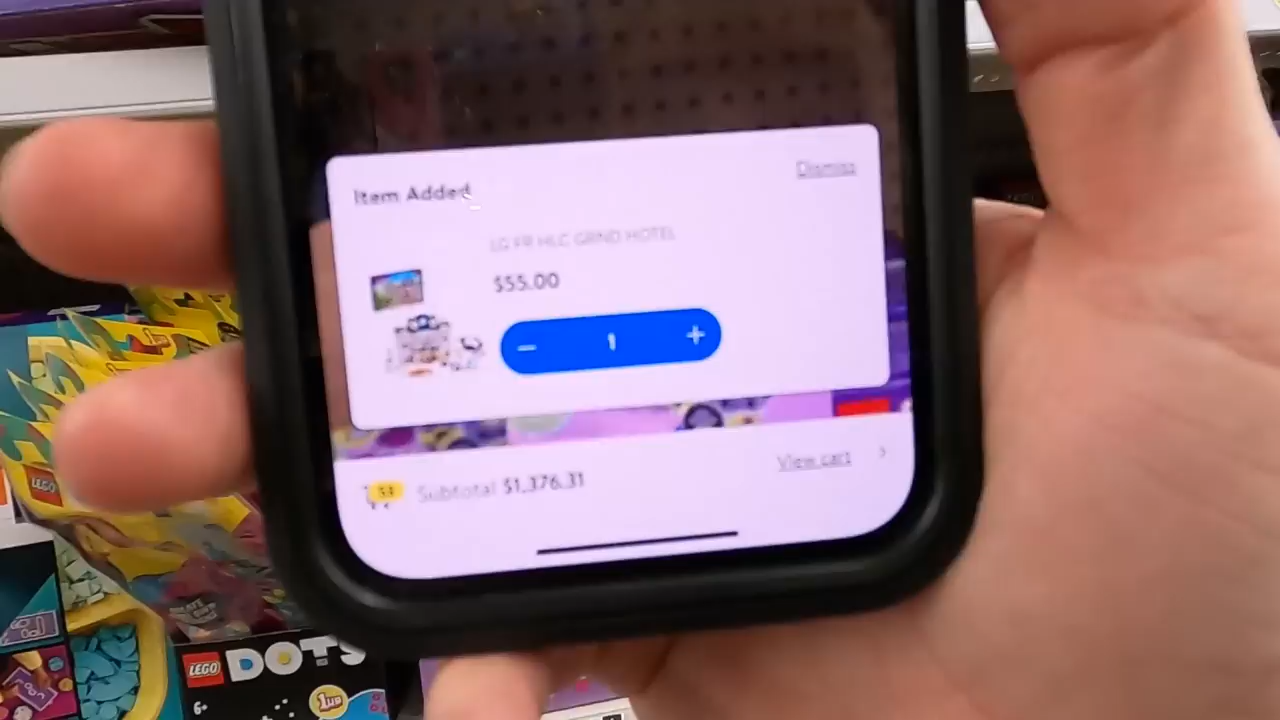 Item Added
Dismiss
LG FR HLC GRND HOTEL
$55.00
− 1 +
Subtotal $1,376.31
View cart
LEGO
LEGO
DOTS
6+